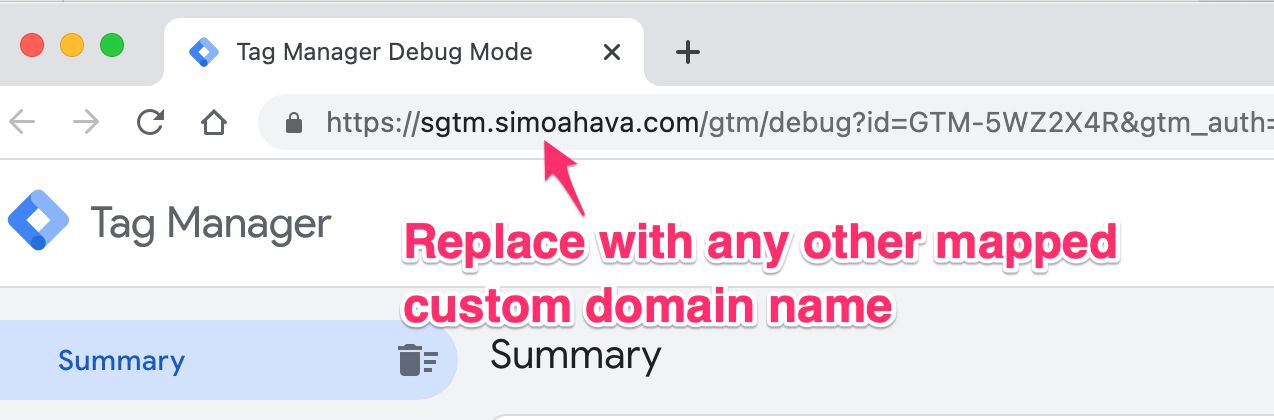 Tag Manager Debug Mode
https://sgtm.simoahava.com/gtm/debug?id=GTM-5WZ2X4R&gtm_auth=
Tag Manager
Replace with any other mapped
custom domain name
Summary
Summary